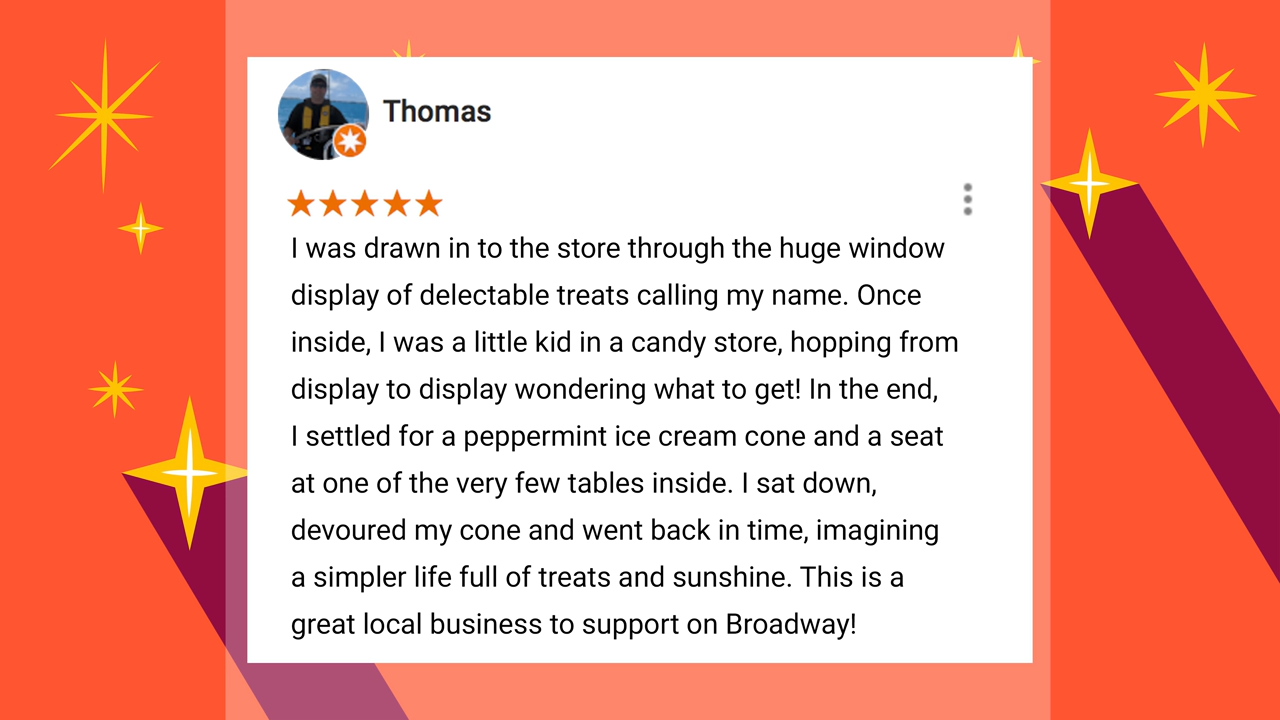 Thomas
I was drawn in to the store through the huge window
display of delectable treats calling my name. Once
inside, I was a little kid in a candy store, hopping from
display to display wondering what to get! In the end,
I settled for a peppermint ice cream cone and a seat
at one of the very few tables inside. I sat down,
devoured my cone and went back in time, imagining
a simpler life full of treats and sunshine. This is a
great local business to support on Broadway!